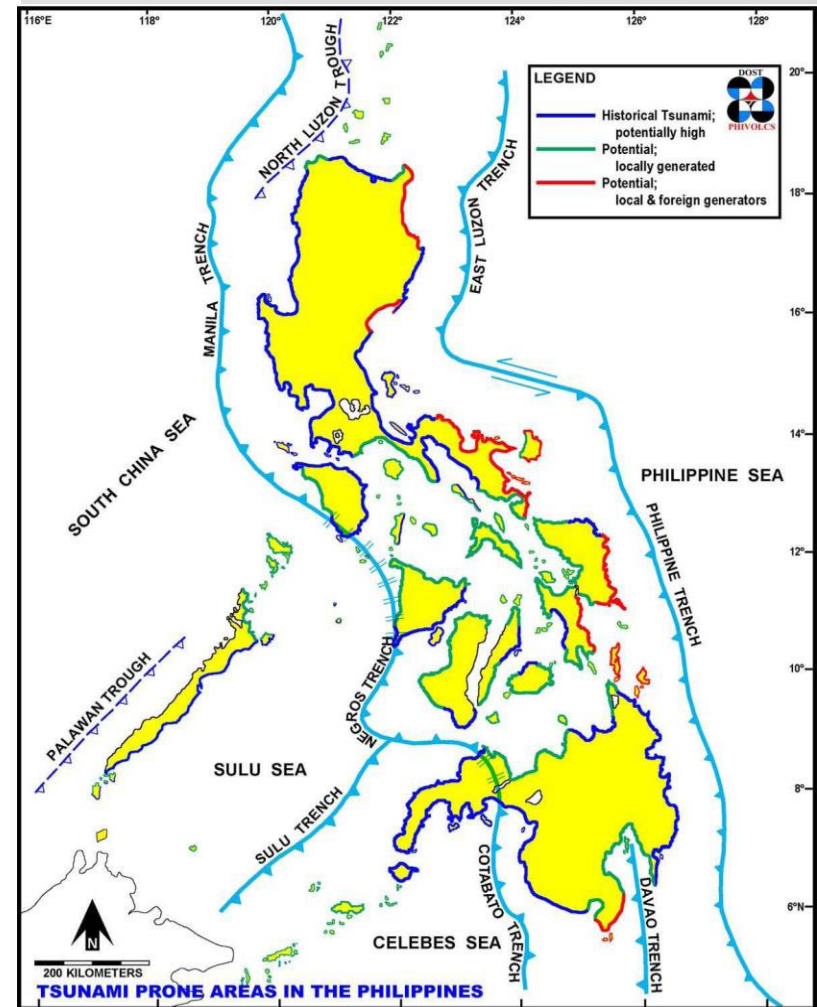 116°E
118°
120°
122°
124°
126°
128°E
20°
18°
16°
14°
12°
10°
8°
6°N
LEGEND
DOST
PHIVOLCS
Historical Tsunami;
potentially high
Potential;
locally generated
Potential;
local & foreign generators
NORTH LUZON TROUGH
EAST LUZON TRENCH
MANILA TRENCH
SOUTH CHINA SEA
PHILIPPINE SEA
PHILIPPINE TRENCH
PALAWAN TROUGH
NEGROS TRENCH
SULU SEA
SULU TRENCH
COTABATO TRENCH
DAVAO TRENCH
CELEBES SEA
N
200 KILOMETERS
TSUNAMI PRONE AREAS IN THE PHILIPPINES